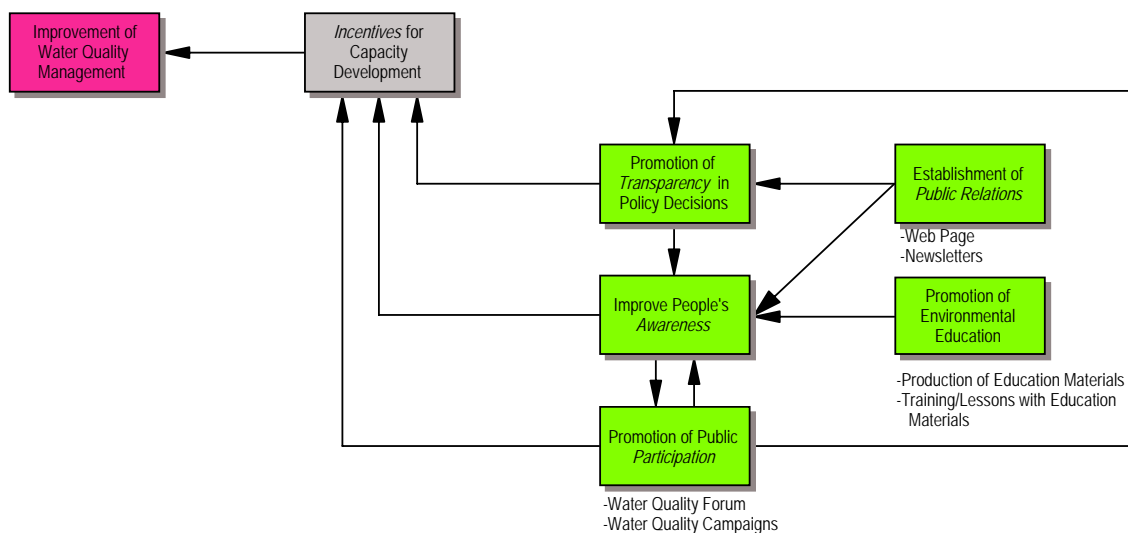 Improvement of
Water Quality
Management
Incentives for
Capacity
Development
Promotion of
Transparency in
Policy Decisions
Establishment of
Public Relations
-Web Page
-Newsletters
Improve People's
Awareness
Promotion of
Environmental
Education
-Production of Education Materials
-Training/Lessons with Education
Materials
Promotion of Public
Participation
-Water Quality Forum
-Water Quality Campaigns